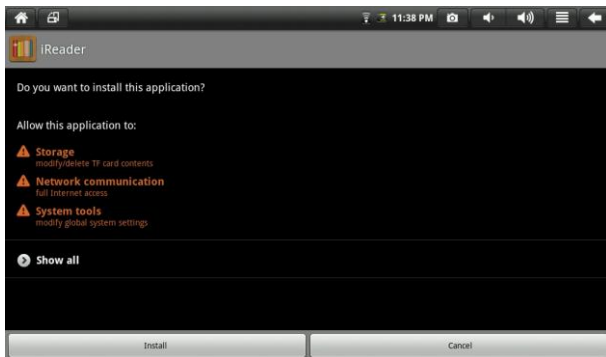 11:38 PM
iReader
Do you want to install this application?
Allow this application to:
Storage
modify/delete TF card contents
Network communication
full Internet access
System tools
modify global system settings
Show all
Install
Cancel